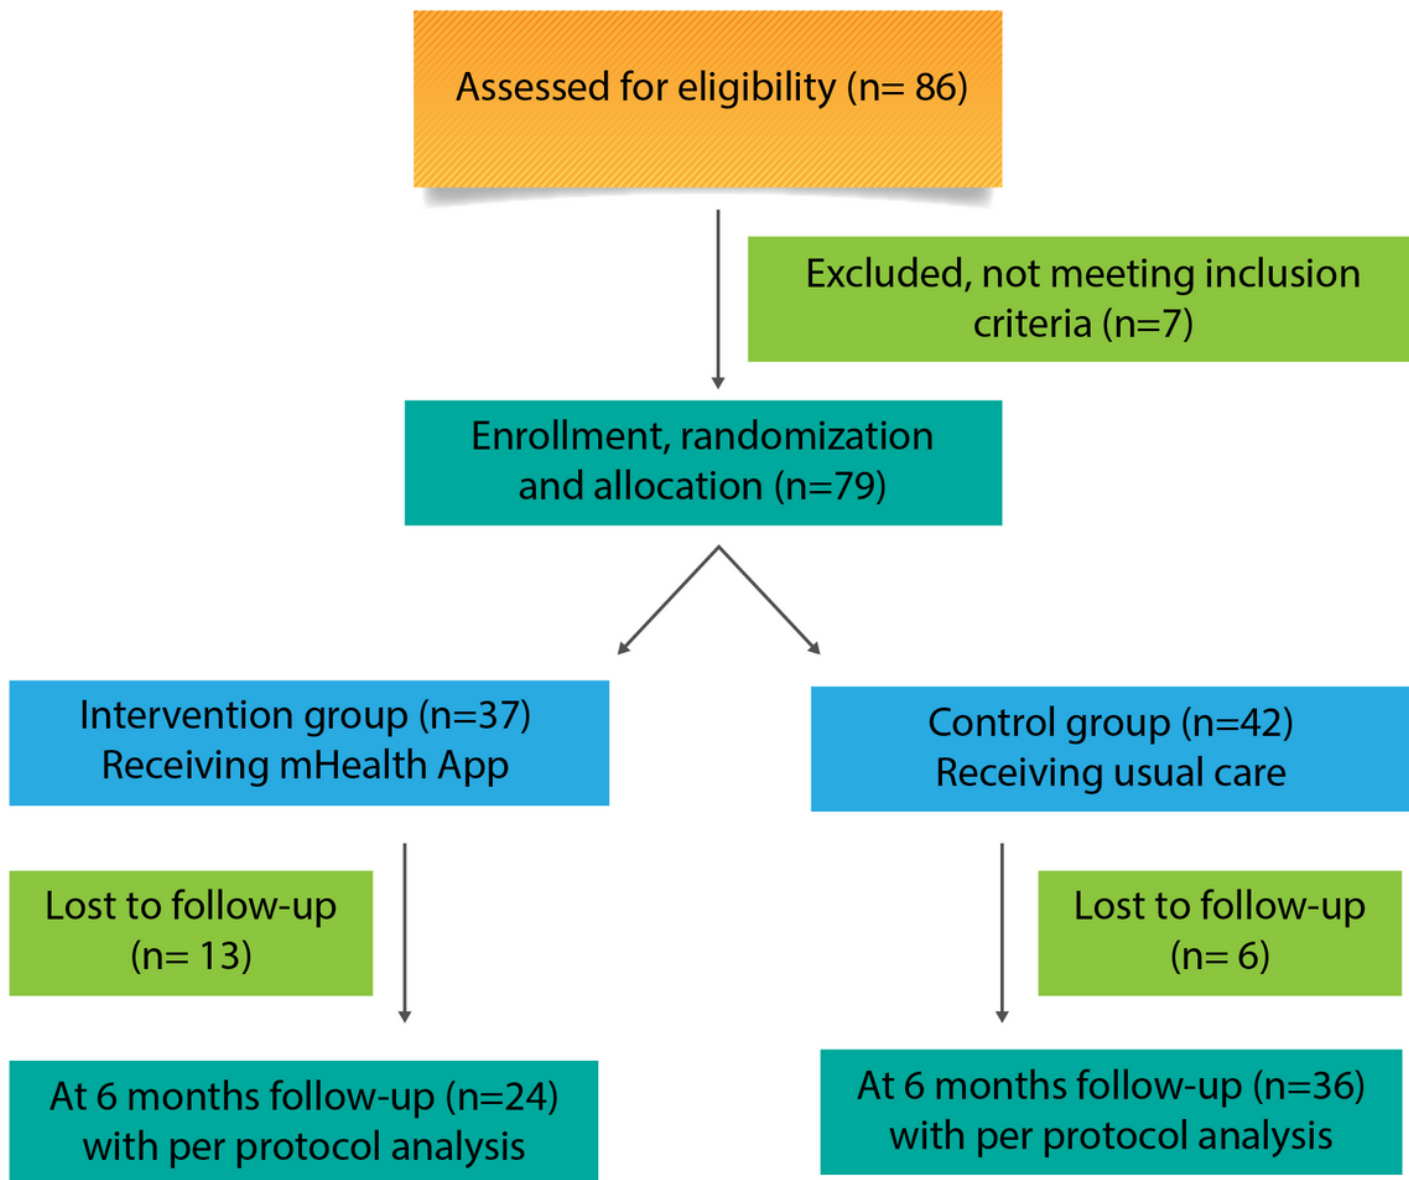 Assessed for eligibility (n= 86)
Excluded, not meeting inclusion
criteria (n=7)
Enrollment, randomization
and allocation (n=79)
Intervention group (n=37)
Receiving mHealth App
Control group (n=42)
Receiving usual care
Lost to follow-up
(n= 13)
Lost to follow-up
(n= 6)
At 6 months follow-up (n=24)
with per protocol analysis
At 6 months follow-up (n=36)
with per protocol analysis